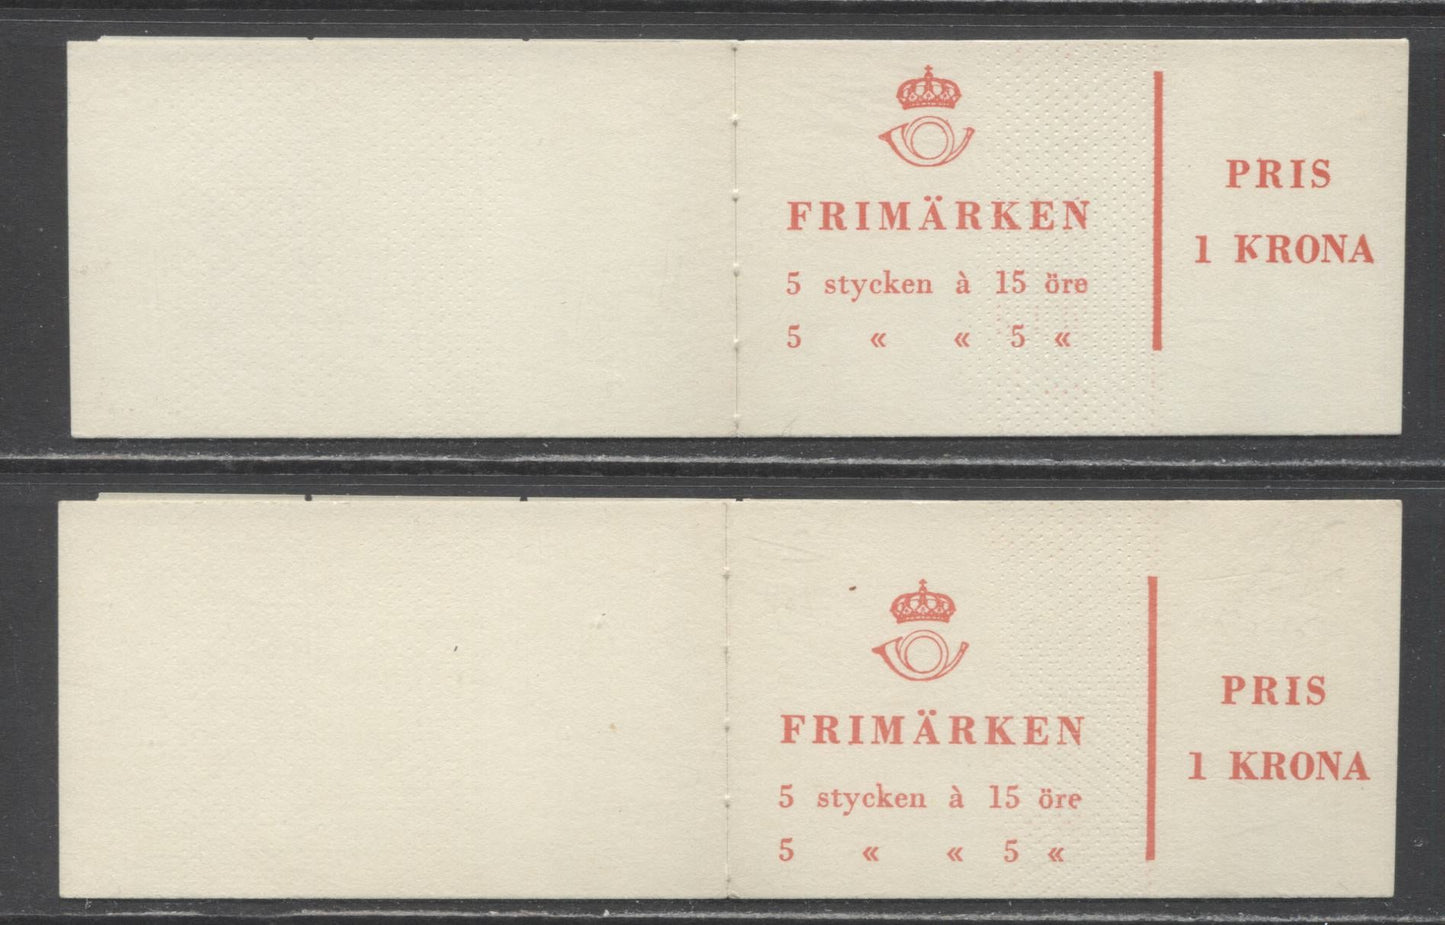 FRIMÄRKEN
5 stycken à 15 öre
5 « « 5 «
PRIS
1 KRONA
FRIMÄRKEN
5 stycken à 15 öre
5 « « 5 «
PRIS
1 KRONA